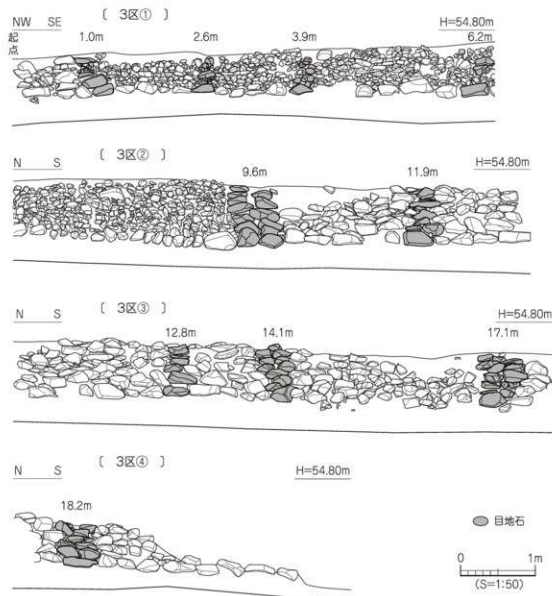 〔 3区① 〕
NW SE H=54.80m
起点 1.0m 2.6m 3.9m 6.2m
〔 3区② 〕
N S H=54.80m
9.6m 11.9m
〔 3区③ 〕
N S H=54.80m
12.8m 14.1m 17.1m
〔 3区④ 〕
N S H=54.80m
18.2m
目地石
0 1m
(S=1:50)